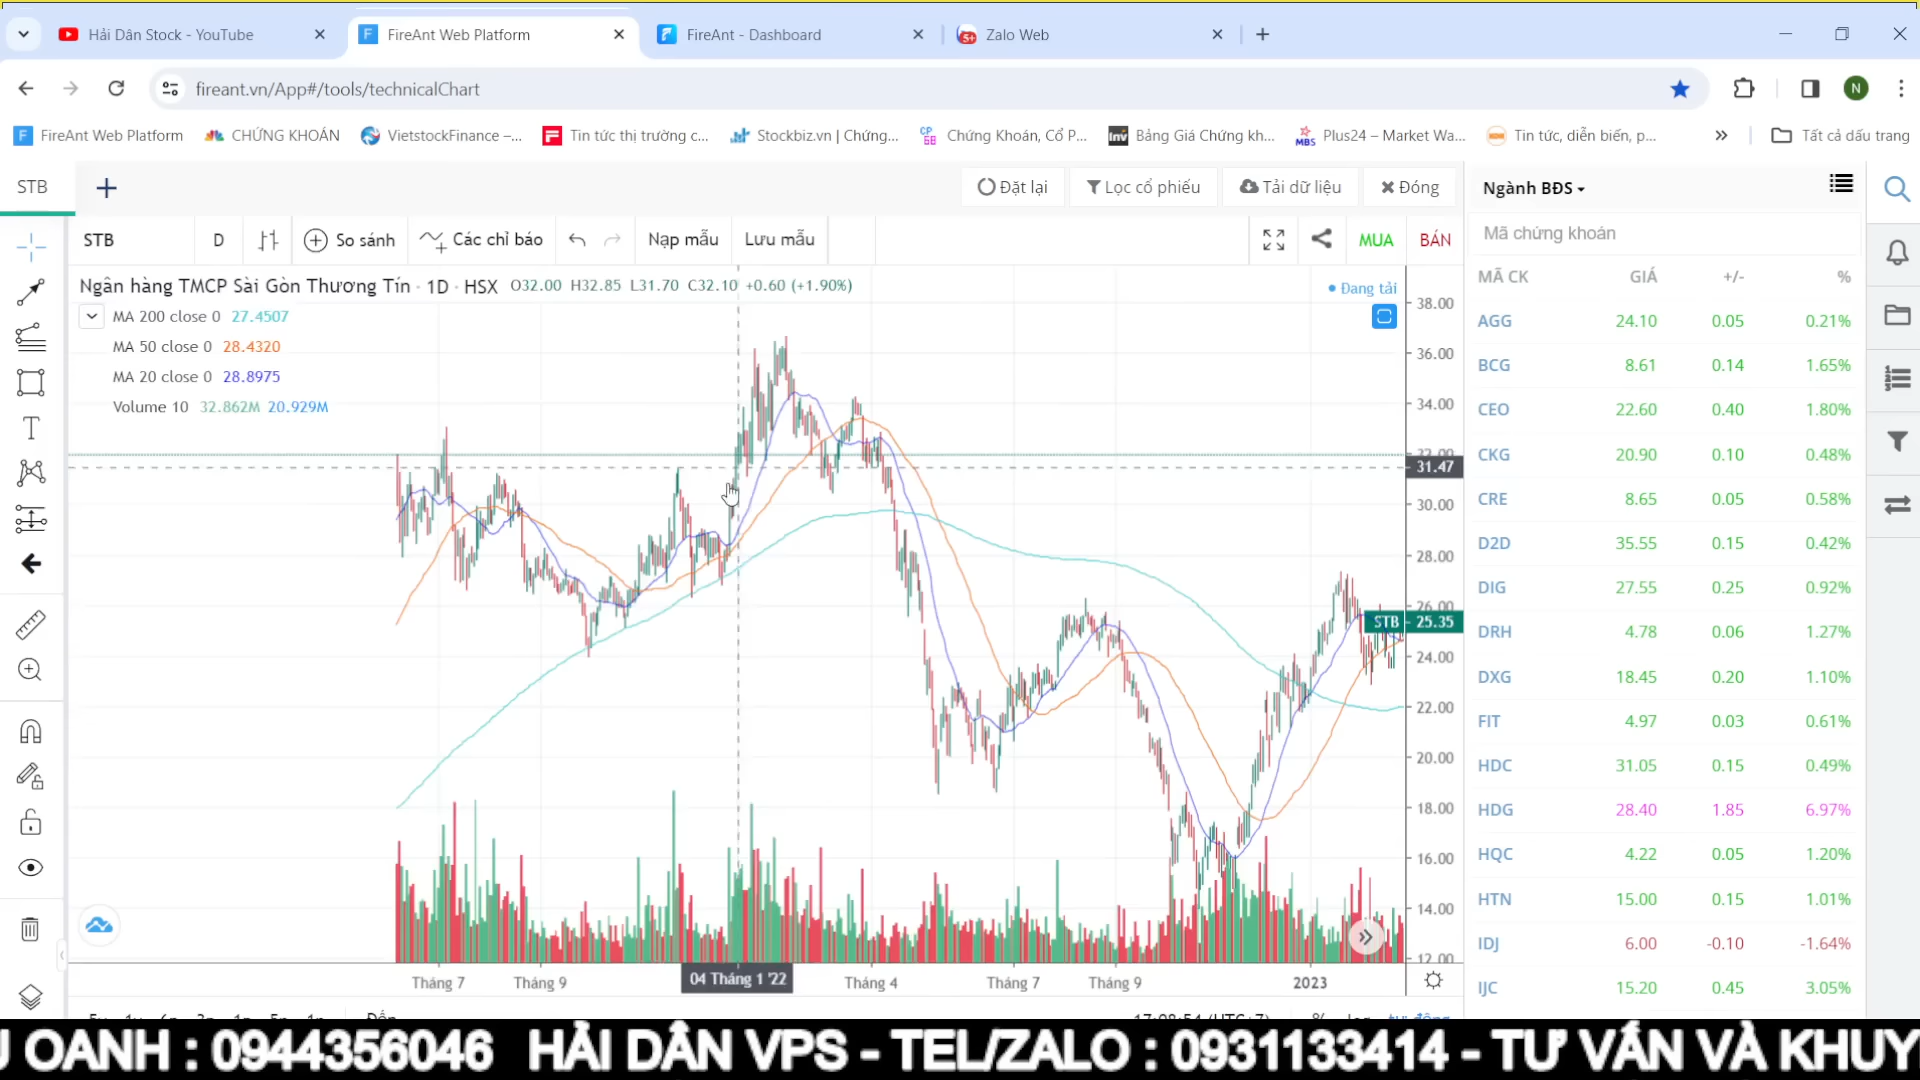 Hải Dân Stock - YouTube
FireAnt Web Platform
FireAnt - Dashboard
Zalo Web
fireant.vn/App#/tools/technicalChart
N
FireAnt Web Platform
CHỨNG KHOÁN
VietstockFinance –...
Tin tức thị trường c...
Stockbiz.vn | Chứng...
Chứng Khoán, Cổ P...
Bảng Giá Chứng kh...
Plus24 – Market Wa...
Tin tức, diễn biến, p...
Tất cả dấu trang
STB
Đặt lại
Lọc cổ phiếu
Tải dữ liệu
Đóng
Ngành BĐS
STB
D
So sánh
Các chỉ báo
Nạp mẫu
Lưu mẫu
MUA
BÁN
Mã chứng khoán
Ngân hàng TMCP Sài Gòn Thương Tín · 1D · HSX O32.00 H32.85 L31.70 C32.10 +0.60 (+1.90%)
Đang tải
MA 200 close 0 27.4507
MA 50 close 0 28.4320
MA 20 close 0 28.8975
Volume 10 32.862M 20.929M
38.00
36.00
34.00
32.00
31.47
30.00
28.00
26.00
STB 25.35
24.00
22.00
20.00
18.00
16.00
14.00
12.00
Tháng 7
Tháng 9
04 Tháng 1 '22
Tháng 4
Tháng 7
Tháng 9
2023
MÃ CK GIÁ +/- %
AGG 24.10 0.05 0.21%
BCG 8.61 0.14 1.65%
CEO 22.60 0.40 1.80%
CKG 20.90 0.10 0.48%
CRE 8.65 0.05 0.58%
D2D 35.55 0.15 0.42%
DIG 27.55 0.25 0.92%
DRH 4.78 0.06 1.27%
DXG 18.45 0.20 1.10%
FIT 4.97 0.03 0.61%
HDC 31.05 0.15 0.49%
HDG 28.40 1.85 6.97%
HQC 4.22 0.05 1.20%
HTN 15.00 0.15 1.01%
IDJ 6.00 -0.10 -1.64%
IJC 15.20 0.45 3.05%
U OANH : 0944356046 HẢI DÂN VPS - TEL/ZALO : 0931133414 - TƯ VẤN VÀ KHUY